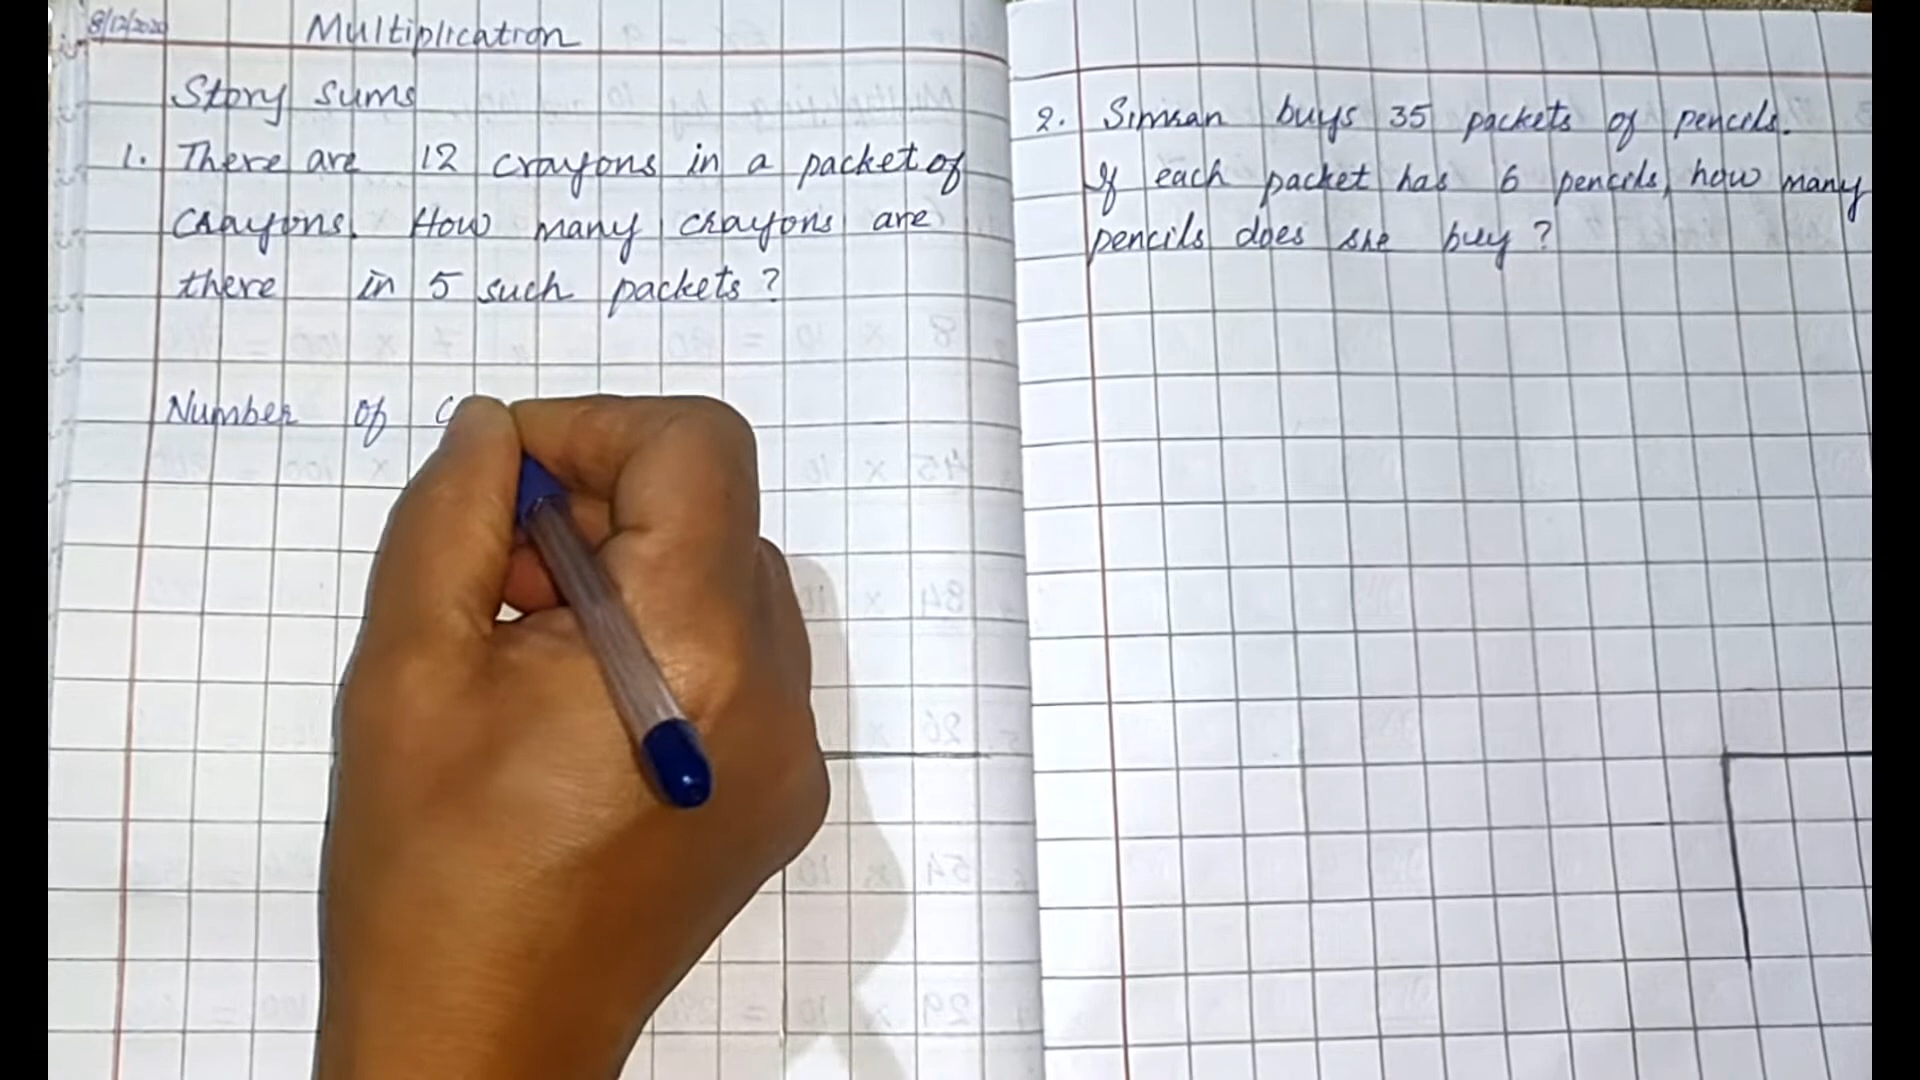 8/12/2020
Multiplication
Story sums
1. There are 12 crayons in a packet of
crayons. How many crayons are
there in 5 such packets?
Number of c
2. Simran buys 35 packets of pencils.
If each packet has 6 pencils, how many
pencils does she buy?